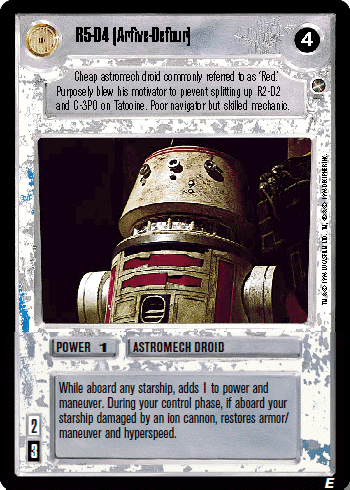 R5-D4 (Arfive-Defour)
4
Cheap astromech droid commonly referred to as 'Red.'
Purposely blew his motivator to prevent splitting up R2-D2
and C-3PO on Tatooine. Poor navigator but skilled mechanic.
POWER 1
ASTROMECH DROID
While aboard any starship, adds 1 to power and
maneuver. During your control phase, if aboard your
starship damaged by an ion cannon, restores armor/
maneuver and hyperspeed.
2
3
E